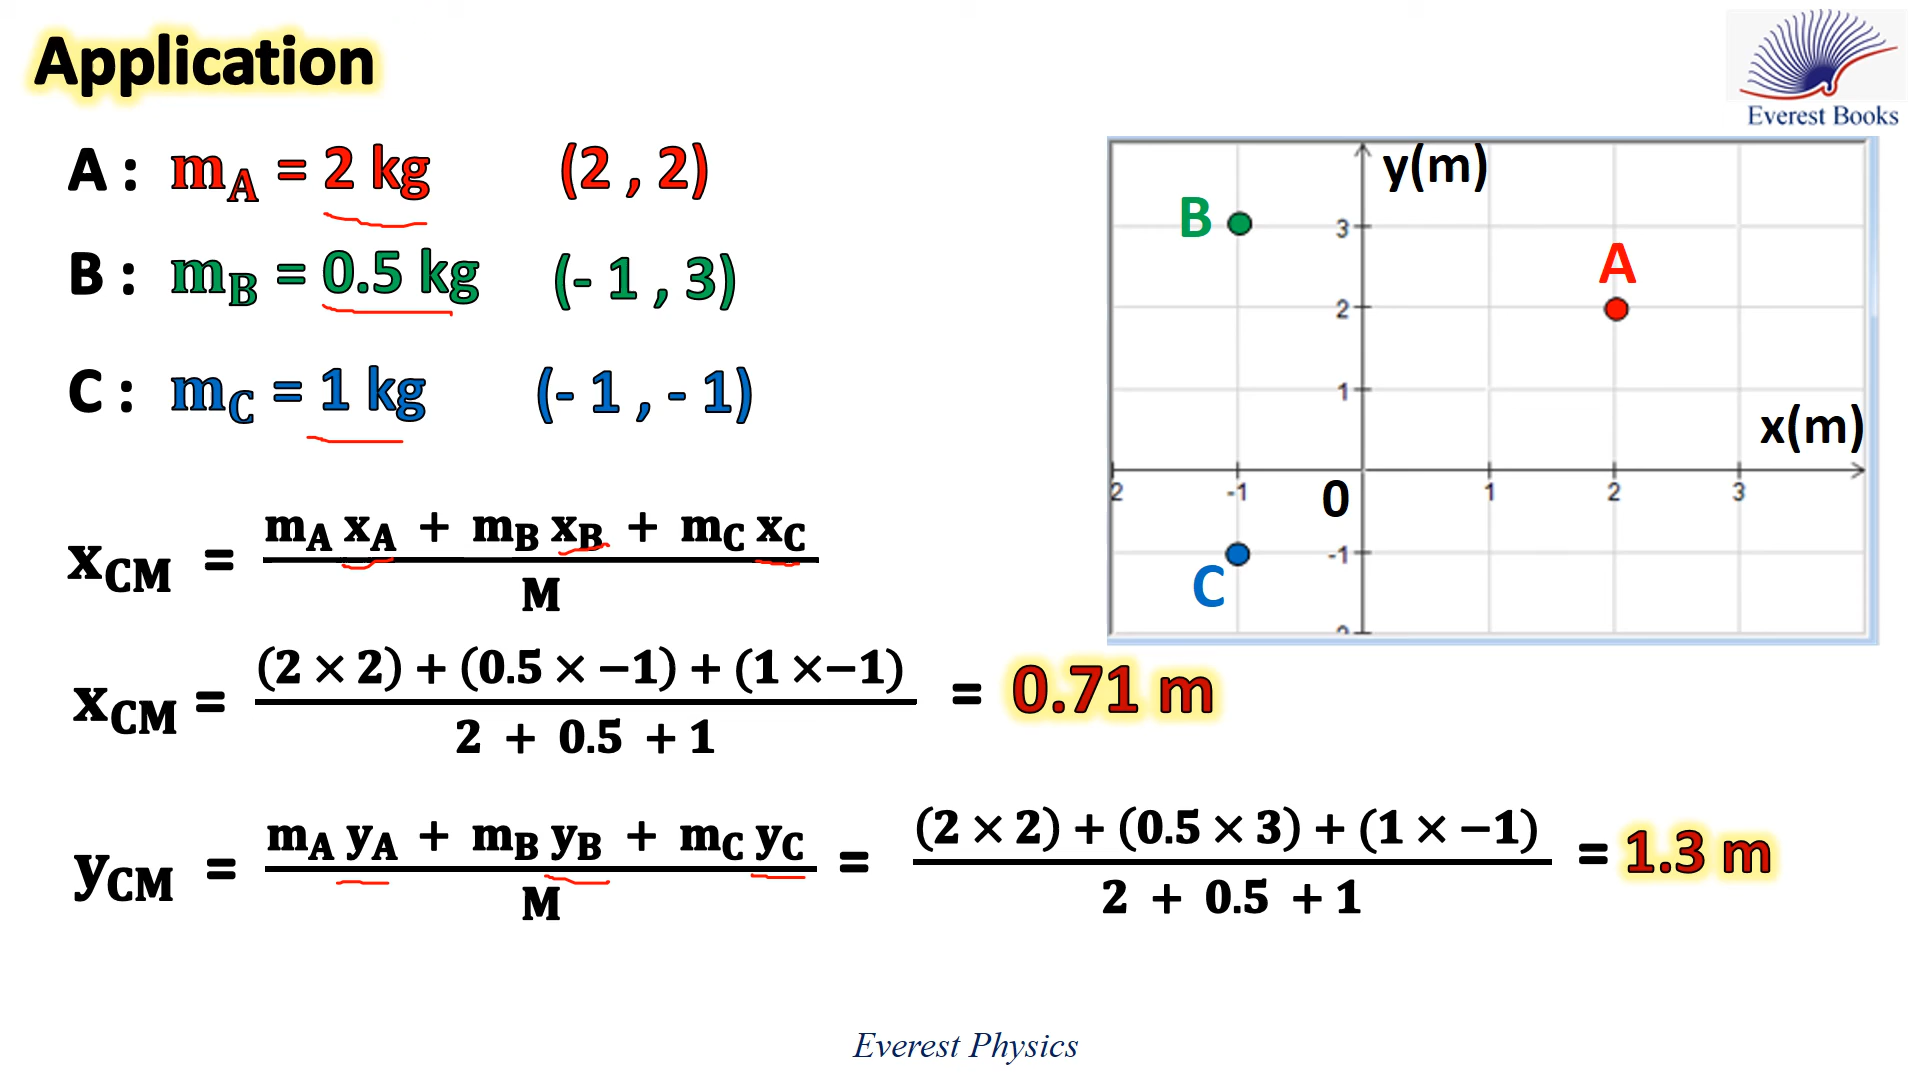 Application
Everest Books
A : mA = 2 kg (2 , 2)
B : mB = 0.5 kg (- 1 , 3)
C : mC = 1 kg (- 1 , - 1)
y(m)
B
3
A
2
1
x(m)
2 -1 0 1 2 3
-1
C
xCM = mA xA + mB xB + mC xC / M
xCM = (2 × 2) + (0.5 × −1) + (1 ×−1) / 2 + 0.5 + 1 = 0.71 m
yCM = mA yA + mB yB + mC yC / M = (2 × 2) + (0.5 × 3) + (1 × −1) / 2 + 0.5 + 1 = 1.3 m
Everest Physics